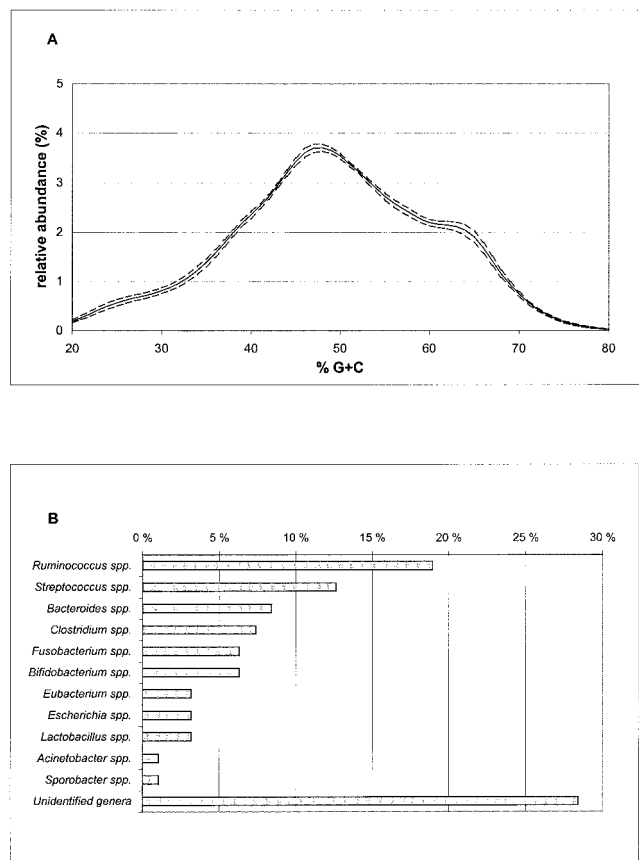 A
5
4
3
2
1
0
relative abundance (%)
20 30 40 50 60 70 80
% G+C
B
0 % 5 % 10 % 15 % 20 % 25 % 30 %
Ruminococcus spp.
Streptococcus spp.
Bacteroides spp.
Clostridium spp.
Fusobacterium spp.
Bifidobacterium spp.
Eubacterium spp.
Escherichia spp.
Lactobacillus spp.
Acinetobacter spp.
Sporobacter spp.
Unidentified genera